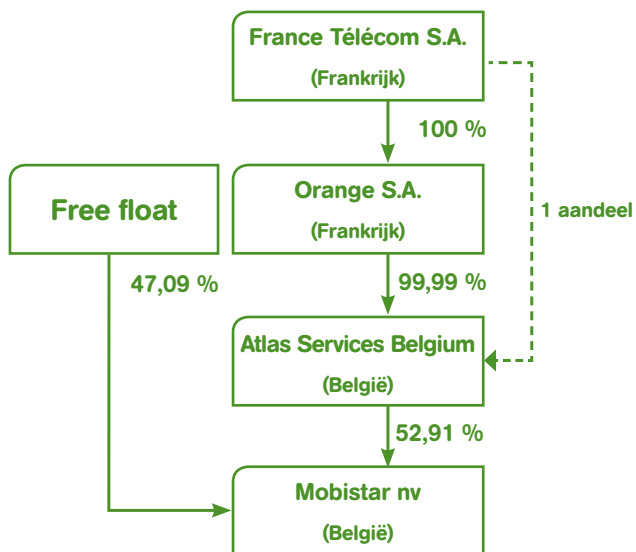 France Télécom S.A.
(Frankrijk)
100 %
Orange S.A.
(Frankrijk)
Free float
1 aandeel
47,09 %
99,99 %
Atlas Services Belgium
(België)
52,91 %
Mobistar nv
(België)